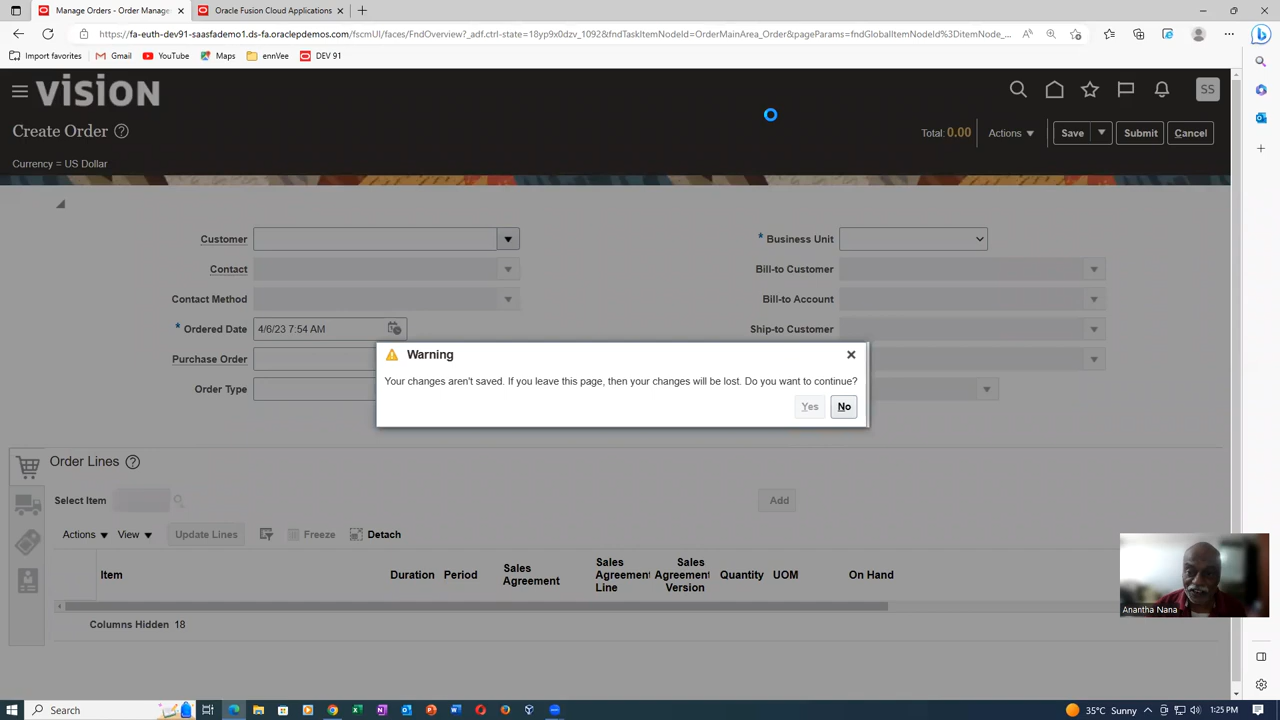 Manage Orders - Order Manage
Oracle Fusion Cloud Applications
https://fa-euth-dev91-saasfademo1.ds-fa.oraclepdemos.com/fscmUI/faces/FndOverview?_adf.ctrl-state=18yp9x0dzv_1092&fndTaskItemNodeId=OrderMainArea_Order&pageParams=fndGlobalItemNodeId%3DitemNode_...
Import favorites
Gmail
YouTube
Maps
ennVee
DEV 91
VISION
SS
Create Order
Total: 0.00
Actions
Save
Submit
Cancel
Currency = US Dollar
Customer
* Business Unit
Contact
Bill-to Customer
Contact Method
Bill-to Account
* Ordered Date 4/6/23 7:54 AM
Ship-to Customer
Purchase Order
Order Type
Warning
Your changes aren't saved. If you leave this page, then your changes will be lost. Do you want to continue?
Yes
No
Order Lines
Select Item
Add
Actions
View
Update Lines
Freeze
Detach
Item
Duration
Period
Sales Agreement
Sales Agreement Line
Sales Agreement Version
Quantity
UOM
On Hand
Columns Hidden 18
Anantha Nana
Search
35°C Sunny
1:25 PM